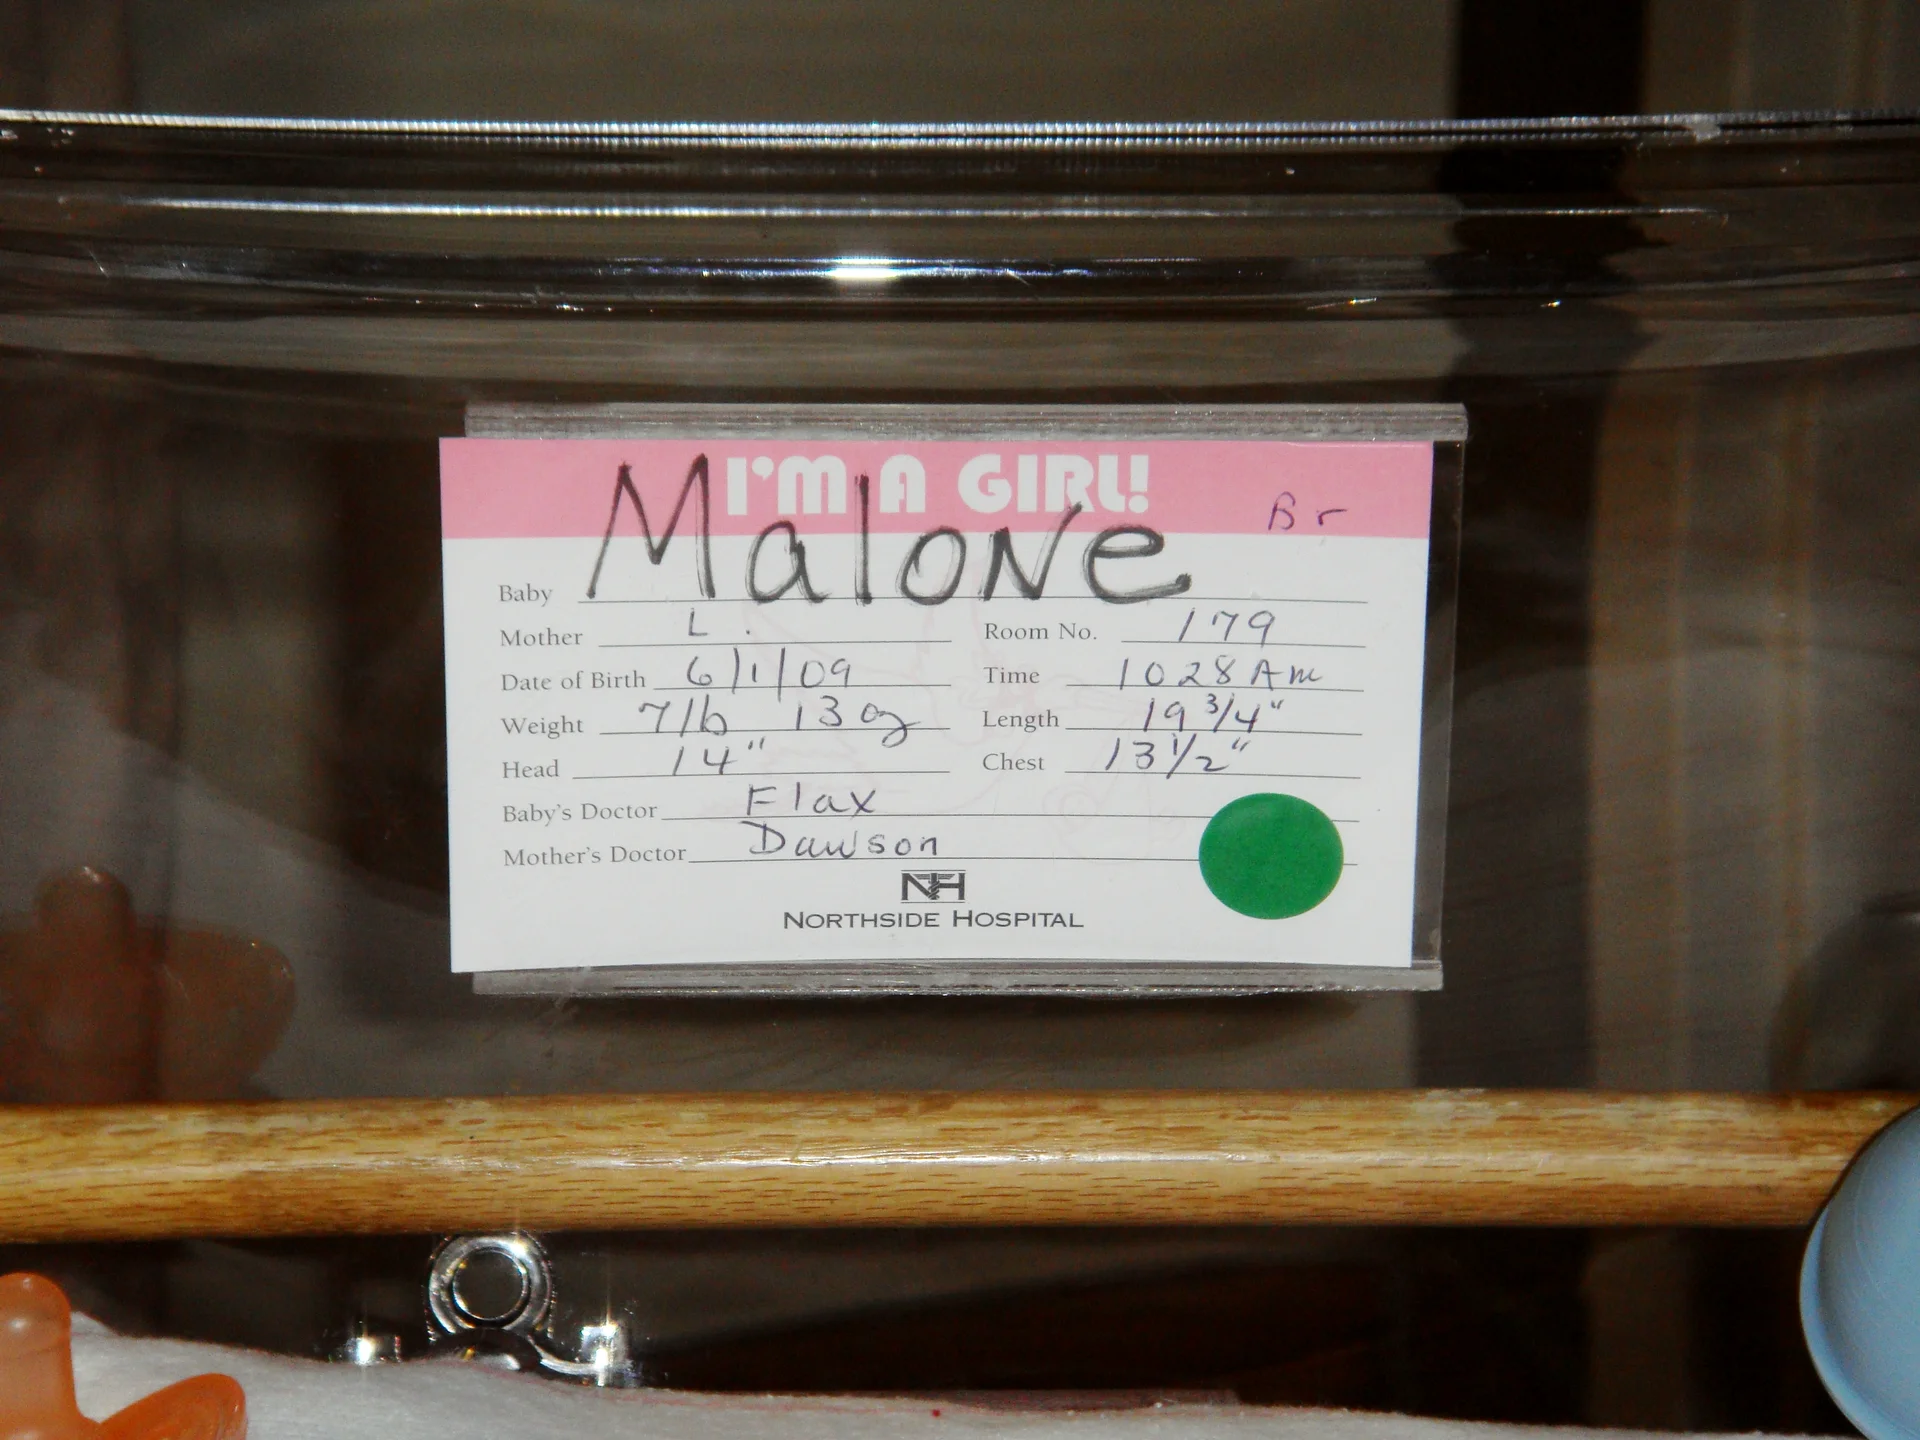 I'M A GIRL!
Br
Baby Malone
Mother L. Room No. 179
Date of Birth 6/1/09 Time 1028 Am
Weight 7lb 13 oz Length 19 3/4"
Head 14" Chest 13 1/2"
Baby's Doctor Flax
Mother's Doctor Dawson
NH
NORTHSIDE HOSPITAL